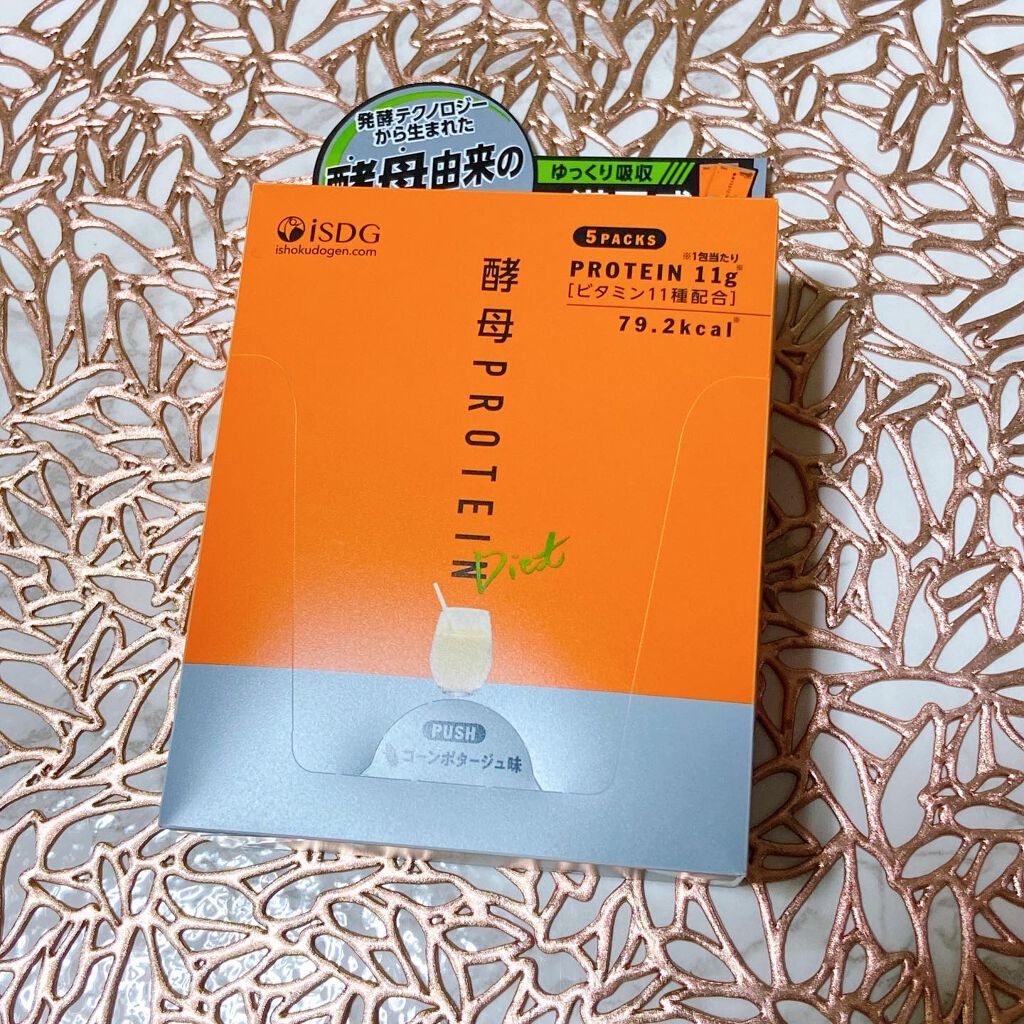 発酵テクノロジー
から生まれた
酵母由来の
ゆっくり吸収
iSDG
ishokudogen.com
5PACKS
※1包当たり
PROTEIN 11g※
[ビタミン11種配合]
79.2kcal※
酵母PROTEIN
Diet
PUSH
コーンポタージュ味